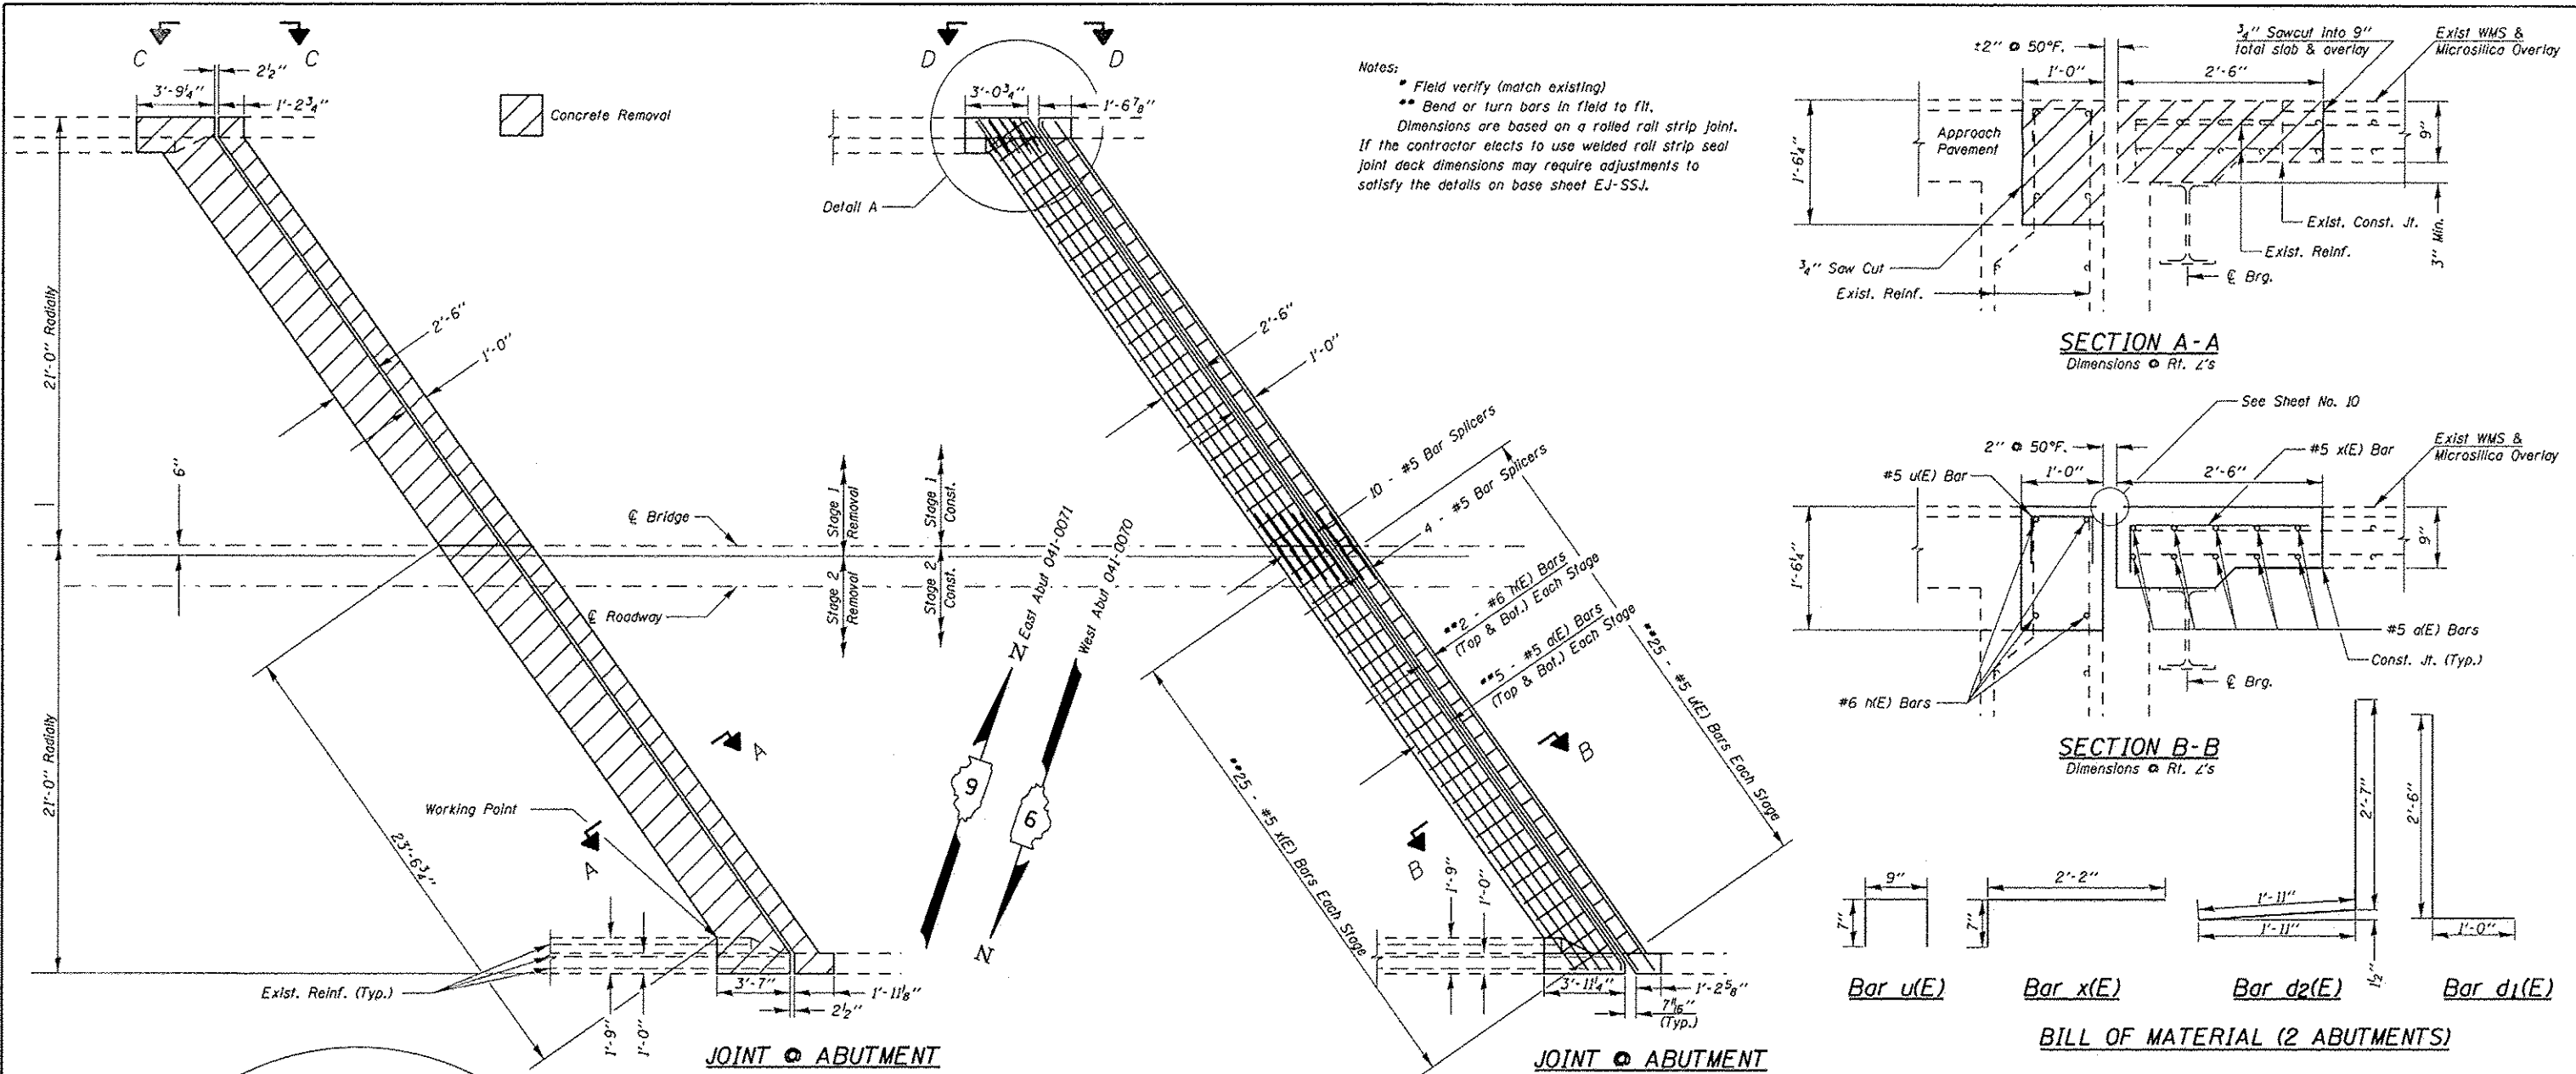 C
C
2½"
3'-9¼"
1'-2¾"
Concrete Removal
21'-0" Radially
6"
21'-0" Radially
2'-6"
1'-0"
℄ Bridge
℄ Roadway
Stage 1
Removal
Stage 2
Removal
Stage 1
Const.
Stage 2
Const.
23'-6¾"
Working Point
A
A
Exist. Reinf. (Typ.)
3'-7"
1'-11⅛"
2½"
1'-9"
1'-0"
JOINT @ ABUTMENT
N East Abut 041-0071
West Abut 041-0070
9
6
N
D
D
3'-0¾"
1'-6⅞"
Detail A
Notes:
* Field verify (match existing)
** Bend or turn bars in field to fit.
Dimensions are based on a rolled rail strip joint.
If the contractor elects to use welded rail strip seal
joint deck dimensions may require adjustments to
satisfy the details on base sheet EJ-SSJ.
2'-6"
1'-0"
10 - #5 Bar Splicers
4 - #5 Bar Splicers
**2 - #6 h(E) Bars
(Top & Bot.) Each Stage
**5 - #5 a(E) Bars
(Top & Bot.) Each Stage
**25 - #5 u(E) Bars Each Stage
**25 - #5 x(E) Bars Each Stage
B
B
1'-9"
1'-0"
3'-11¼"
1'-2⅝"
(Typ.)
JOINT @ ABUTMENT
±2" @ 50°F.
¾" Sawcut into 9"
total slab & overlay
Exist WMS &
Microsilica Overlay
1'-0"
2'-6"
1'-6¼"
Approach
Pavement
9"
3" Min.
Exist. Const. Jt.
Exist. Reinf.
¾" Saw Cut
Exist. Reinf.
℄ Brg.
SECTION A-A
Dimensions @ Rt. ∠'s
See Sheet No. 10
2" @ 50°F.
#5 x(E) Bar
Exist WMS &
Microsilica Overlay
#5 u(E) Bar
1'-0"
2'-6"
1'-6¼"
9"
#5 a(E) Bars
Const. Jt. (Typ.)
#6 h(E) Bars
℄ Brg.
SECTION B-B
Dimensions @ Rt. ∠'s
9"
7"
Bar u(E)
2'-2"
7"
Bar x(E)
1'-11"
1'-11"
2'-7"
1½"
Bar d2(E)
2'-6"
1'-0"
Bar d1(E)
BILL OF MATERIAL (2 ABUTMENTS)